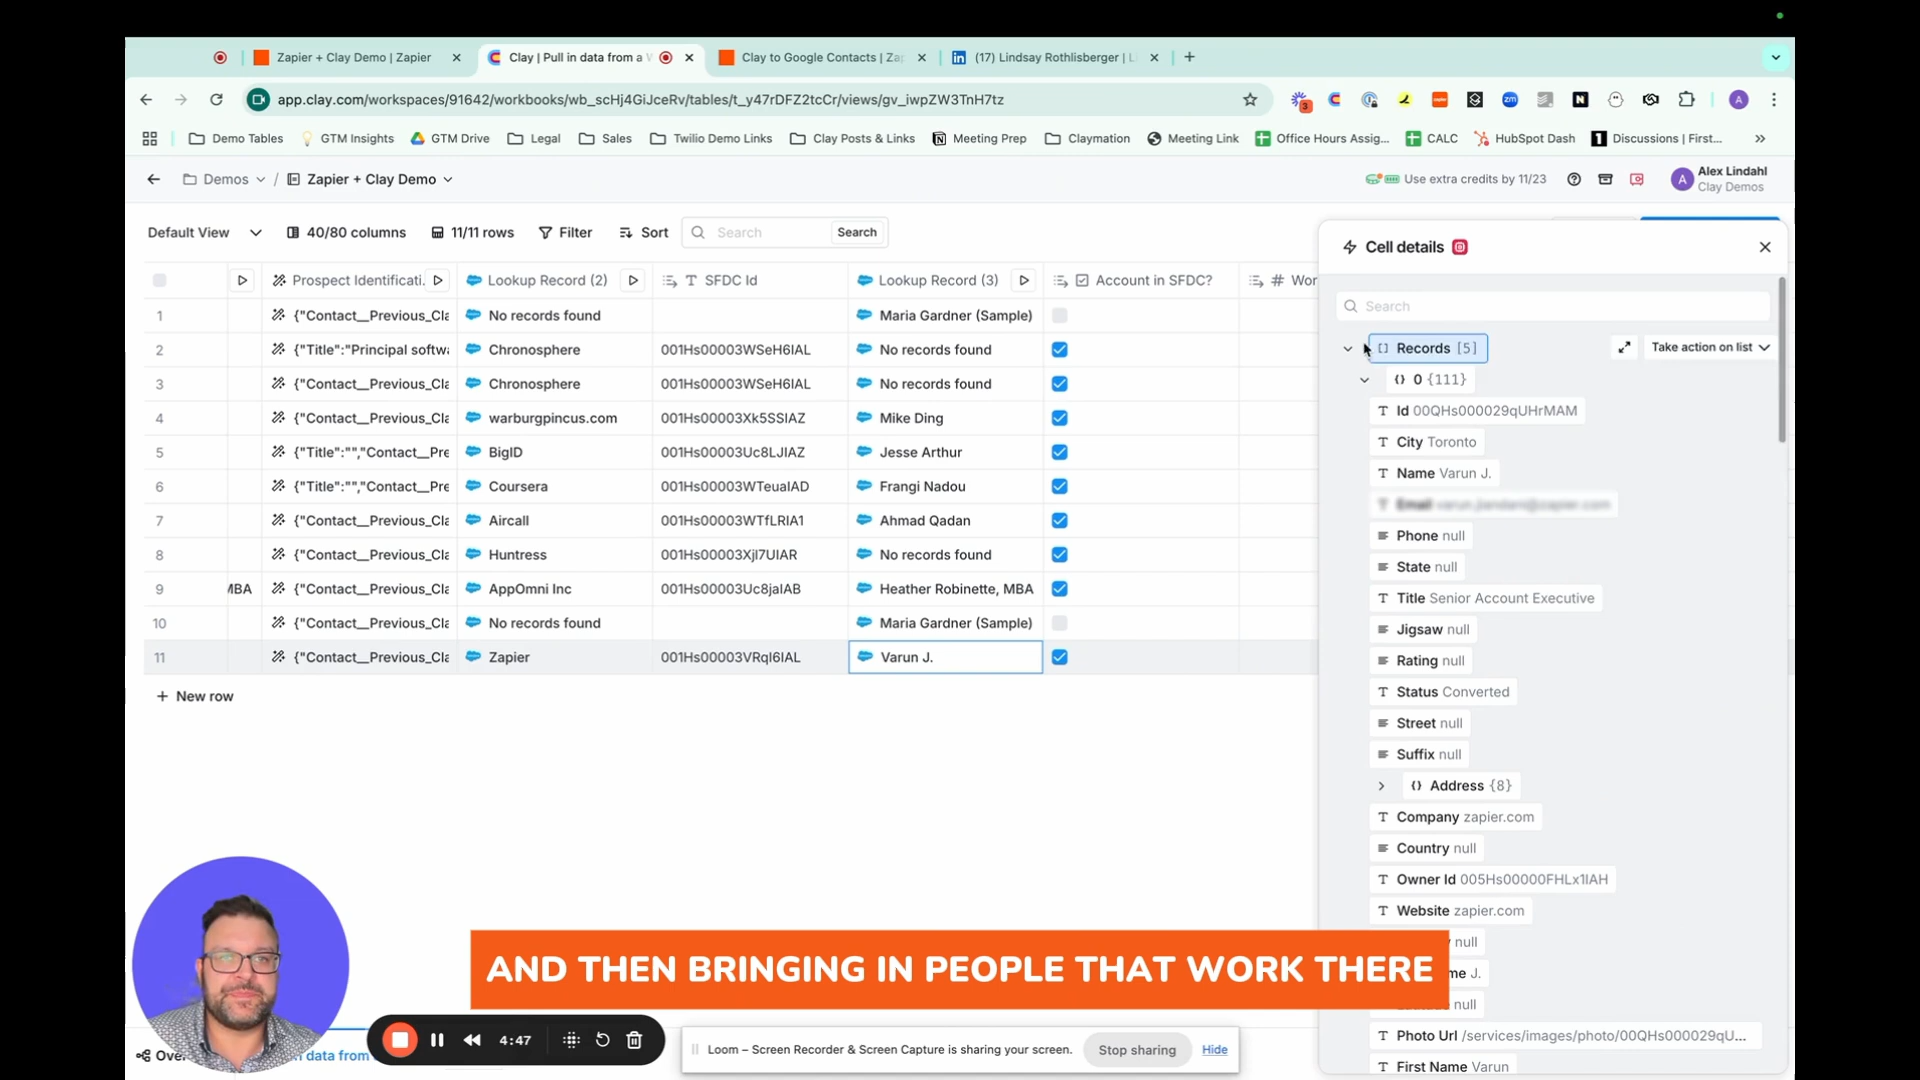 Zapier + Clay Demo | Zapier
Clay | Pull in data from a
Clay to Google Contacts | Za
(17) Lindsay Rothlisberger | L
app.clay.com/workspaces/91642/workbooks/wb_scHj4GiJceRv/tables/t_y47rDFZ2tcCr/views/gv_iwpZW3TnH7tz
Demo Tables
GTM Insights
GTM Drive
Legal
Sales
Twilio Demo Links
Clay Posts & Links
Meeting Prep
Claymation
Meeting Link
Office Hours Assig...
CALC
HubSpot Dash
Discussions | First...
Demos / Zapier + Clay Demo
Use extra credits by 11/23
A
Alex Lindahl
Clay Demos
Default View
40/80 columns
11/11 rows
Filter
Sort
Search
Search
Prospect Identificati.
Lookup Record (2)
SFDC Id
Lookup Record (3)
Account in SFDC?
Wor
1 {"Contact__Previous_Cla No records found Maria Gardner (Sample)
2 {"Title":"Principal softwa Chronosphere 001Hs00003WSeH6IAL No records found
3 {"Contact__Previous_Cla Chronosphere 001Hs00003WSeH6IAL No records found
4 {"Contact__Previous_Cla warburgpincus.com 001Hs00003Xk5SSIAZ Mike Ding
5 {"Title":"","Contact__Pre BigID 001Hs00003Uc8LJIAZ Jesse Arthur
6 {"Title":"","Contact__Pre Coursera 001Hs00003WTeuaIAD Frangi Nadou
7 {"Contact__Previous_Cla Aircall 001Hs00003WTfLRIA1 Ahmad Qadan
8 {"Contact__Previous_Cla Huntress 001Hs00003XjI7UIAR No records found
9 MBA {"Contact__Previous_Cla AppOmni Inc 001Hs00003Uc8jaIAB Heather Robinette, MBA
10 {"Contact__Previous_Cla No records found Maria Gardner (Sample)
11 {"Contact__Previous_Cla Zapier 001Hs00003VRqI6IAL Varun J.
+ New row
Cell details
Search
Records [5]
Take action on list
{} 0 {111}
Id 00QHs000029qUHrMAM
City Toronto
Name Varun J.
Phone null
State null
Title Senior Account Executive
Jigsaw null
Rating null
Status Converted
Street null
Suffix null
{} Address {8}
Company zapier.com
Country null
Owner Id 005Hs00000FHLx1IAH
Website zapier.com
null
me J.
null
Photo Url /services/images/photo/00QHs000029qU...
First Name Varun
AND THEN BRINGING IN PEOPLE THAT WORK THERE
4:47
Loom – Screen Recorder & Screen Capture is sharing your screen.
Stop sharing
Hide
Ove
n data from